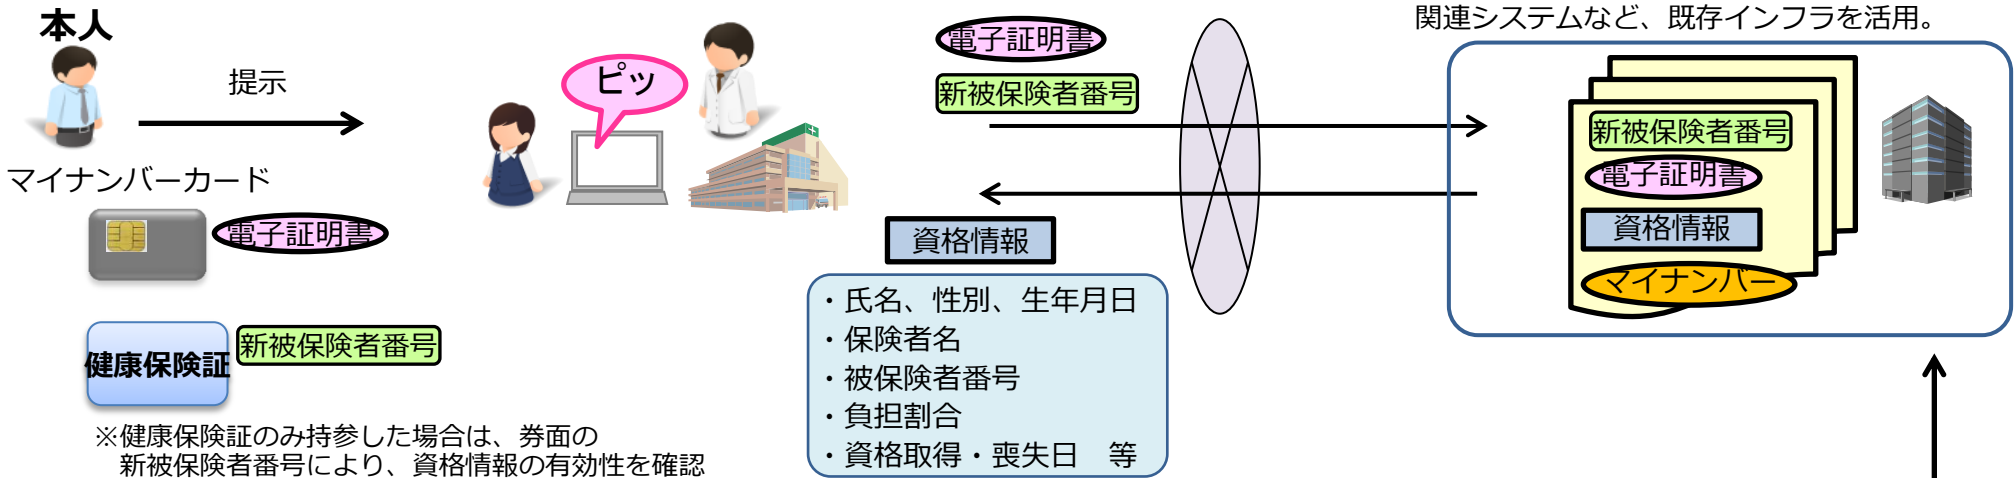 本人
提示
マイナンバーカード
電子証明書
健康保険証
新被保険者番号
※健康保険証のみ持参した場合は、券面の
新被保険者番号により、資格情報の有効性を確認
ピッ
電子証明書
新被保険者番号
資格情報
・氏名、性別、生年月日
・保険者名
・被保険者番号
・負担割合
・資格取得・喪失日　等
関連システムなど、既存インフラを活用。
新被保険者番号
電子証明書
資格情報
マイナンバー